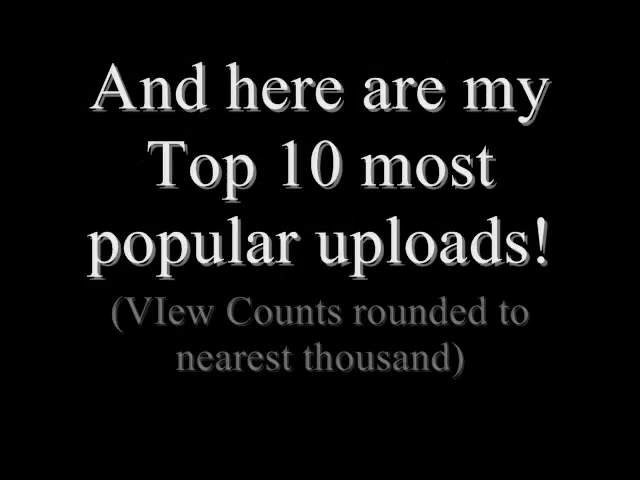 And here are my
Top 10 most
popular uploads!
(VIew Counts rounded to
nearest thousand)